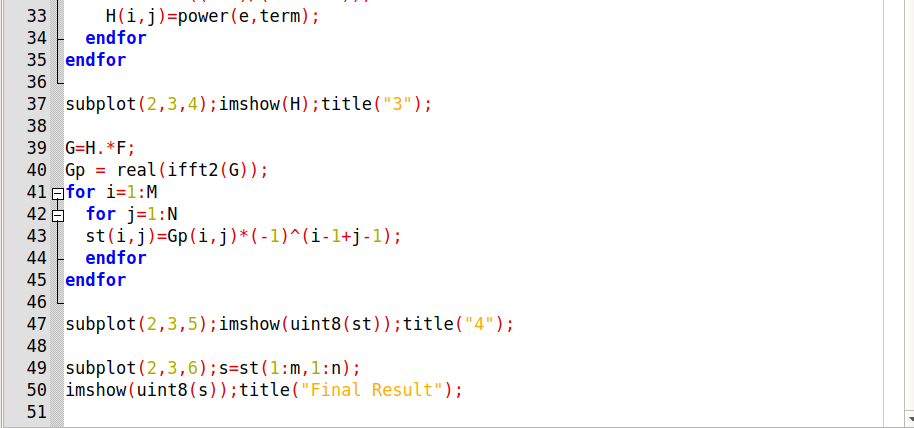 33 H(i,j)=power(e,term);
34 endfor
35 endfor
36
37 subplot(2,3,4);imshow(H);title("3");
38
39 G=H.*F;
40 Gp = real(ifft2(G));
41 for i=1:M
42 for j=1:N
43 st(i,j)=Gp(i,j)*(-1)^(i-1+j-1);
44 endfor
45 endfor
46
47 subplot(2,3,5);imshow(uint8(st));title("4");
48
49 subplot(2,3,6);s=st(1:m,1:n);
50 imshow(uint8(s));title("Final Result");
51